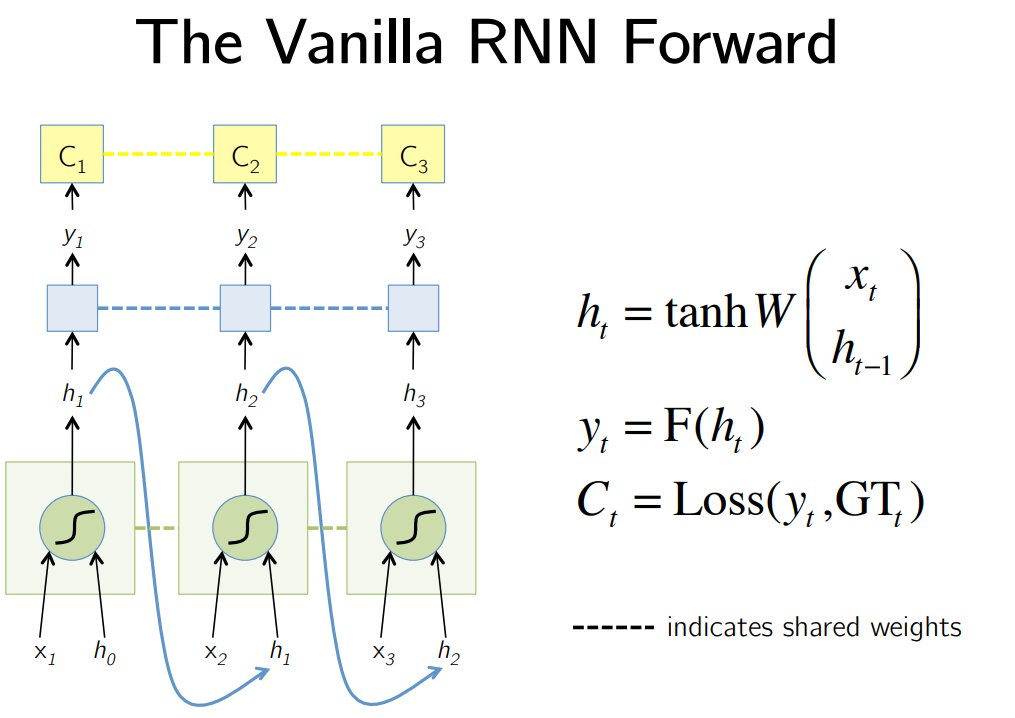 The Vanilla RNN Forward
C₁ C₂ C₃
y₁ y₂ y₃
h₁ h₂ h₃
x₁ h₀ x₂ h₁ x₃ h₂
hₜ = tanh W (xₜ
hₜ₋₁)
yₜ = F(hₜ)
Cₜ = Loss(yₜ,GTₜ)
indicates shared weights